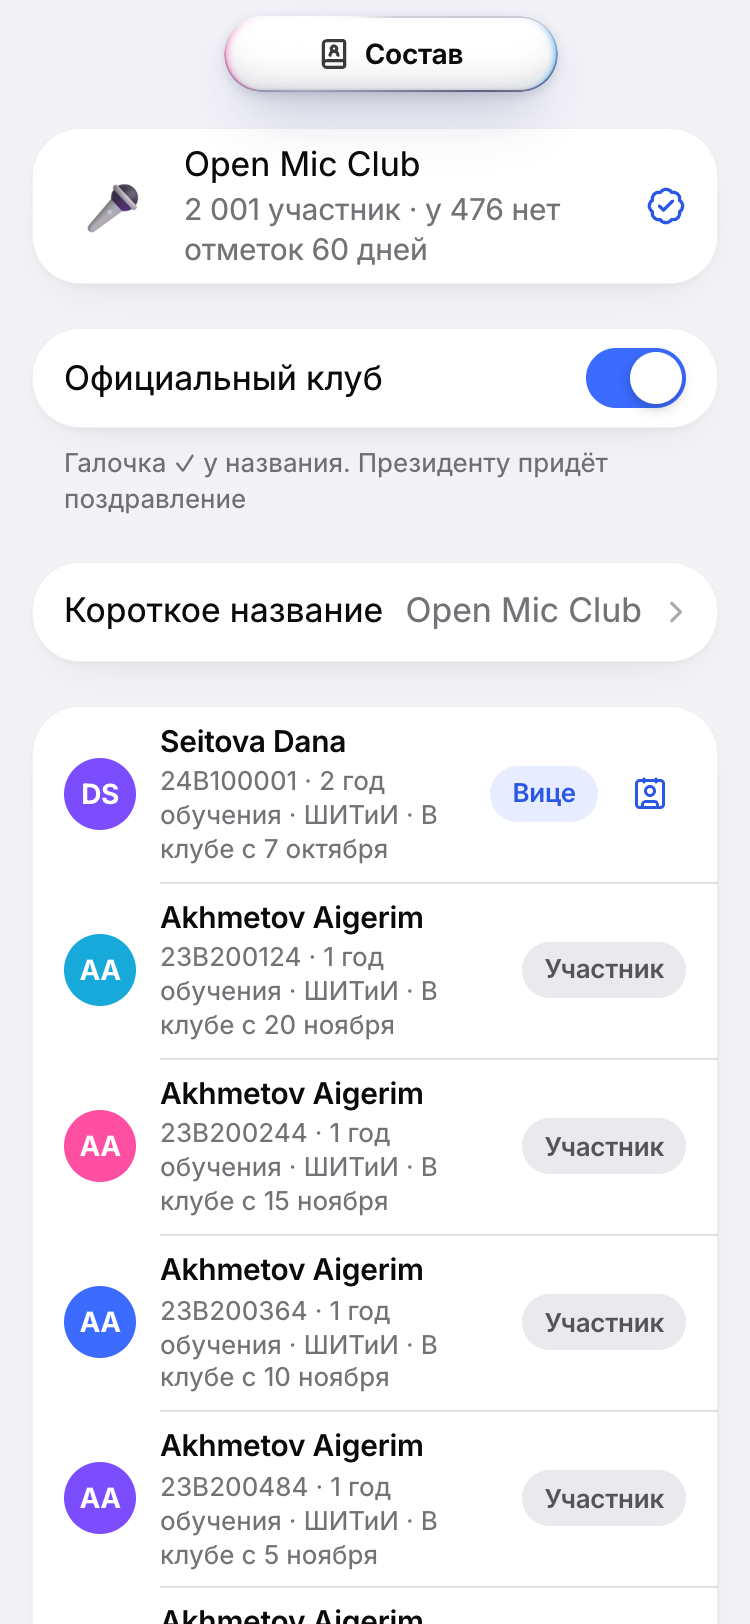 Состав
Open Mic Club
2 001 участник · у 476 нет
отметок 60 дней
Официальный клуб
Галочка ✓ у названия. Президенту придёт
поздравление
Короткое название Open Mic Club
Seitova Dana
DS
24B100001 · 2 год
обучения · ШИТиИ · В
клубе с 7 октября
Вице
Akhmetov Aigerim
AA
23B200124 · 1 год
обучения · ШИТиИ · В
клубе с 20 ноября
Участник
Akhmetov Aigerim
AA
23B200244 · 1 год
обучения · ШИТиИ · В
клубе с 15 ноября
Участник
Akhmetov Aigerim
AA
23B200364 · 1 год
обучения · ШИТиИ · В
клубе с 10 ноября
Участник
Akhmetov Aigerim
AA
23B200484 · 1 год
обучения · ШИТиИ · В
клубе с 5 ноября
Участник
Akhmetov Aigerim